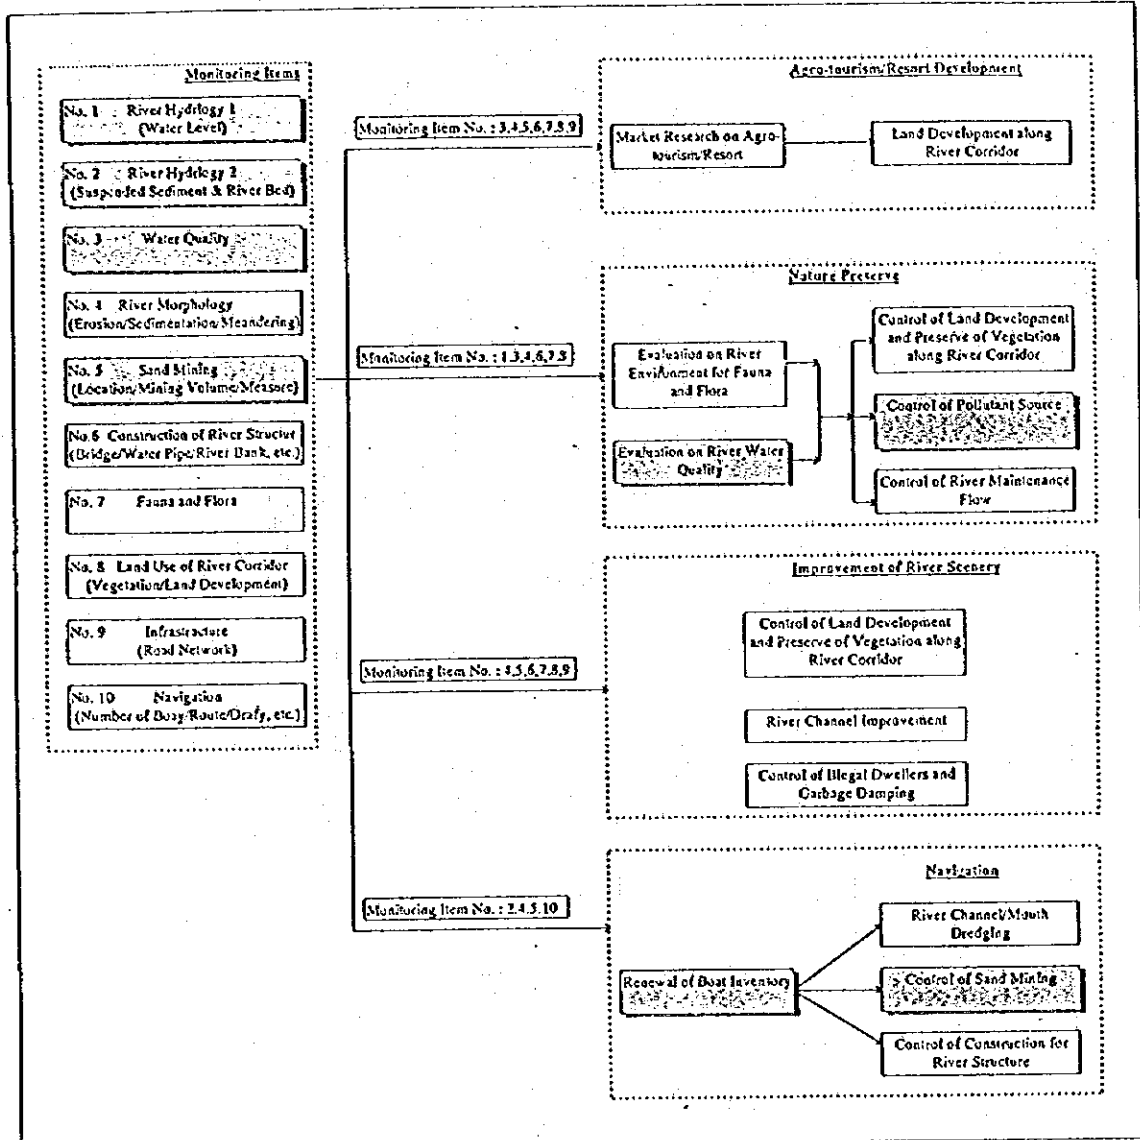 Monitoring Items
No. 1 River Hydrlogy 1
(Water Level)
No. 2 River Hydrlogy 2
(Suspended Sediment & River Bed)
No. 3 Water Quality
No. 4 River Morphology
(Erosion/Sedimentation/Meandering)
No. 5 Sand Mining
(Location/Mining Volume/Measure)
No.6 Construction of River Structur
(Bridge/Water Pipe/River Bank, etc.)
No. 7 Fauna and Flora
No. 8 Land Use of River Corridor
(Vegetation/Land Development)
No. 9 Infrastructure
(Road Network)
No. 10 Navigation
(Number of Boay/Route/Drafy, etc.)
Monitoring Item No. : 3,4,5,6,7,8,9
Agro-tourism/Resort Development
Market Research on Agro-
tourism/Resort
Land Development along
River Corridor
Monitoring Item No. : 1,3,4,6,7,8
Nature Preserve
Evaluation on River
Environment for Fauna
and Flora
Evaluation on River Water
Quality
Control of Land Development
and Preserve of Vegetation
along River Corridor
Control of Pollutant Source
Control of River Maintenance
Flow
Monitoring Item No. : 4,5,6,7,8,9
Improvement of River Scenery
Control of Land Development
and Preserve of Vegetation along
River Corridor
River Channel Improvement
Control of Illegal Dwellers and
Garbage Damping
Monitoring Item No. : 2,4,5,10
Navigation
Renewal of Boat Inventory
River Channel/Mouth
Dredging
Control of Sand Mining
Control of Construction for
River Structure